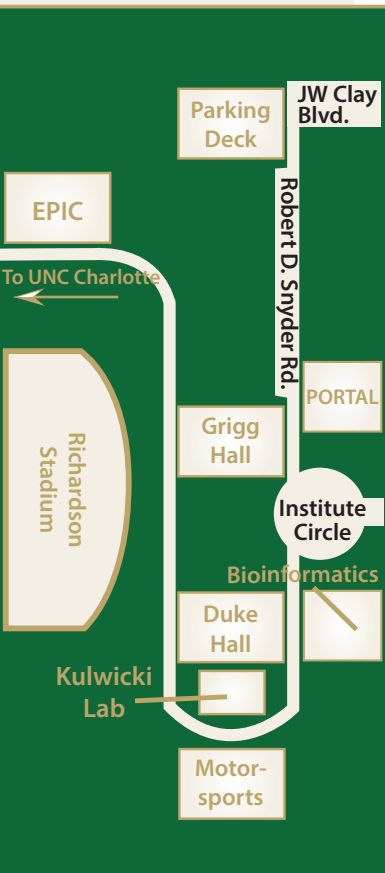 JW Clay
Blvd.
Parking
Deck
Robert D. Snyder Rd.
EPIC
To UNC Charlotte
PORTAL
Grigg
Hall
Richardson
Stadium
Institute
Circle
Bioinformatics
Duke
Hall
Kulwicki
Lab
Motor-
sports